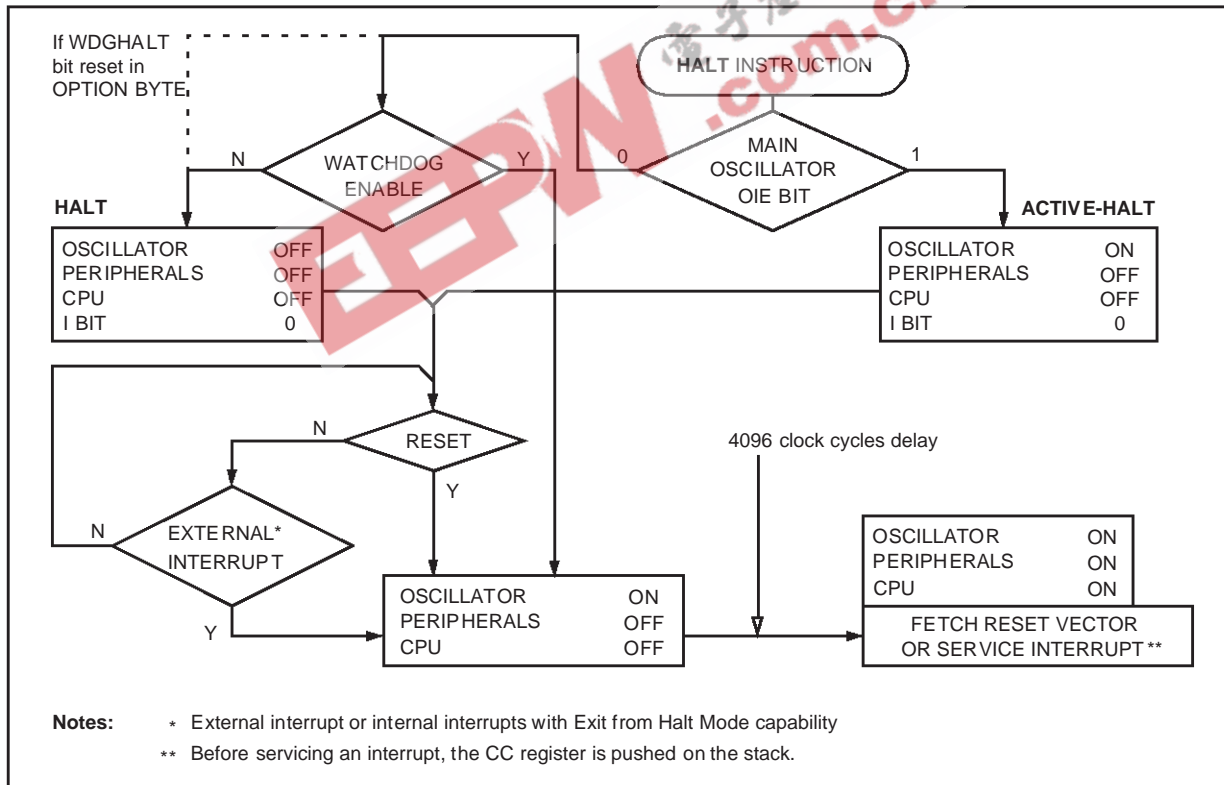 If WDGHALT
bit reset in
OPTION BYTE
HALT INSTRUCTION
N
WATCHDOG
ENABLE
Y
0
MAIN
OSCILLATOR
OIE BIT
1
HALT
OSCILLATOR OFF
PERIPHERALS OFF
CPU OFF
I BIT 0
ACTIVE-HALT
OSCILLATOR ON
PERIPHERALS OFF
CPU OFF
I BIT 0
N
RESET
Y
4096 clock cycles delay
N
EXTERNAL*
INTERRUPT
Y
OSCILLATOR ON
PERIPHERALS OFF
CPU OFF
OSCILLATOR ON
PERIPHERALS ON
CPU ON
FETCH RESET VECTOR
OR SERVICE INTERRUPT**
Notes: * External interrupt or internal interrupts with Exit from Halt Mode capability
** Before servicing an interrupt, the CC register is pushed on the stack.
EEPW
.com.c
電子